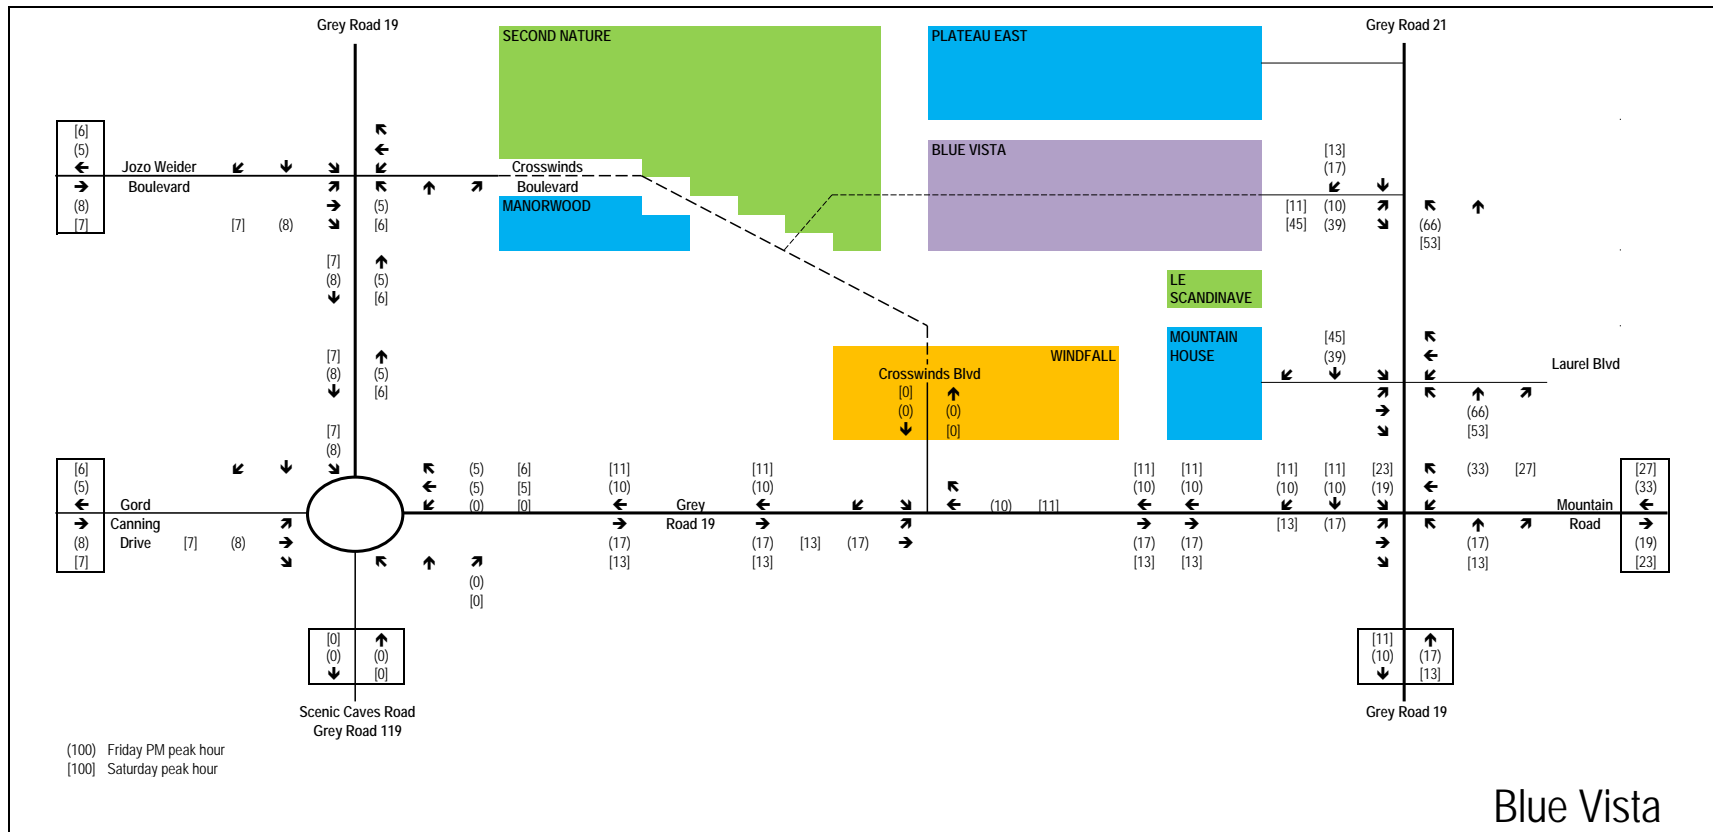 Grey Road 19
SECOND NATURE
PLATEAU EAST
Grey Road 21
[6]
(5)
Jozo Weider
Boulevard
(8)
[7]
[7] (8)
(5)
[6]
Crosswinds
Boulevard
MANORWOOD
BLUE VISTA
[13]
(17)
[11] (10)
[45] (39)
(66)
[53]
[7]
(8) (5)
[6]
LE
SCANDINAVE
[7]
(8) (5)
[6]
WINDFALL
Crosswinds Blvd
[0]
(0) (0)
[0]
MOUNTAIN
HOUSE
[45]
(39)
Laurel Blvd
(66)
[53]
[7]
(8)
[6]
(5)
Gord
Canning
Drive [7] (8)
(8)
[7]
(5) [6]
(5) [5]
(0) [0]
[11] [11]
(10) (10)
Grey
Road 19
(17) (17) [13] (17)
[13] [13]
(0)
[0]
(10) [11]
[11] [11] [11] [11] [23]
(10) (10) (10) (10) (19)
[13] (17)
(17) (17)
[13] [13]
(33) [27]
(17)
[13]
[27]
(33)
Mountain
Road
(19)
[23]
[0]
(0) (0)
[0]
Scenic Caves Road
Grey Road 119
[11]
(10) (17)
[13]
Grey Road 19
(100) Friday PM peak hour
[100] Saturday peak hour
Blue Vista